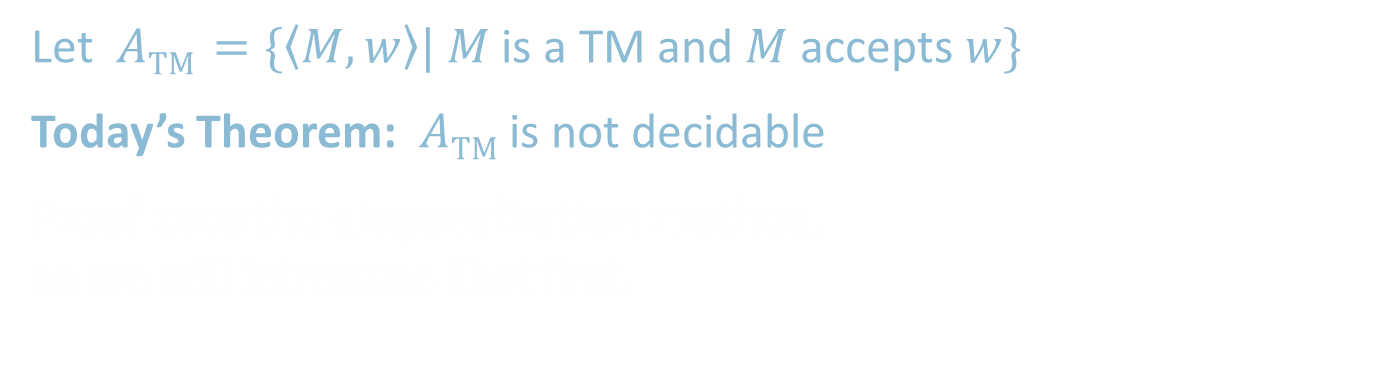 Let A_TM = {⟨M, w⟩| M is a TM and M accepts w}
Today’s Theorem: A_TM is not decidable